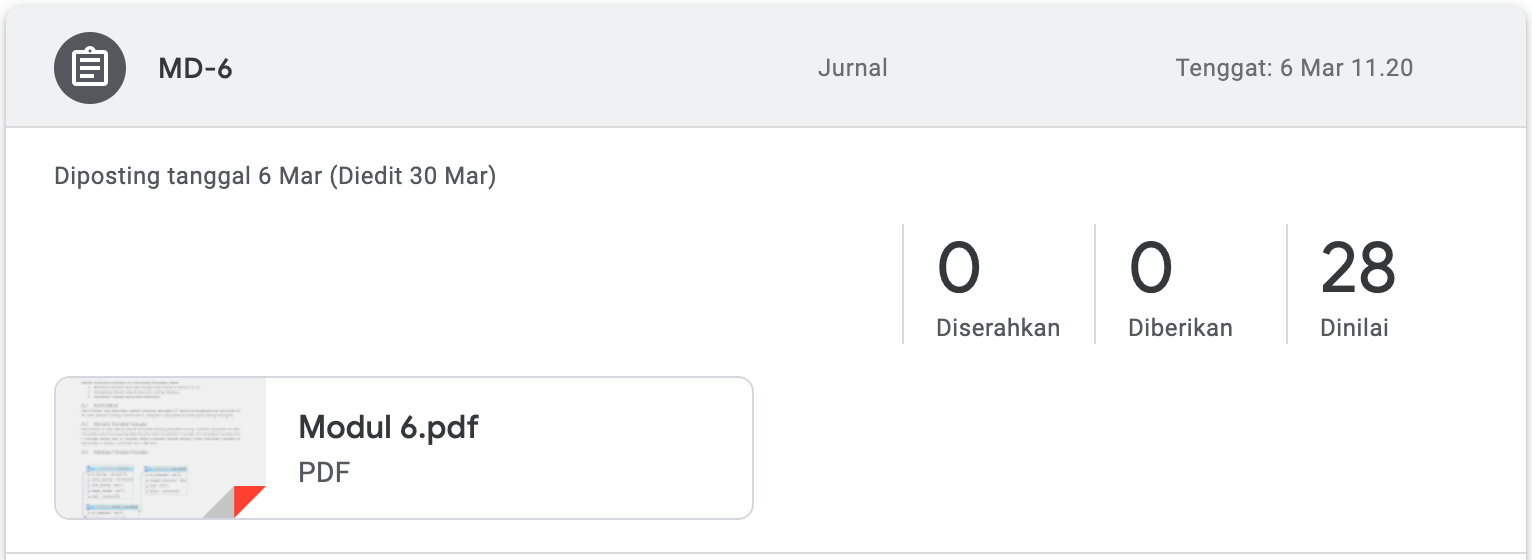 MD-6
Jurnal
Tenggat: 6 Mar 11.20
Diposting tanggal 6 Mar (Diedit 30 Mar)
0
Diserahkan
0
Diberikan
28
Dinilai
Modul 6.pdf
PDF